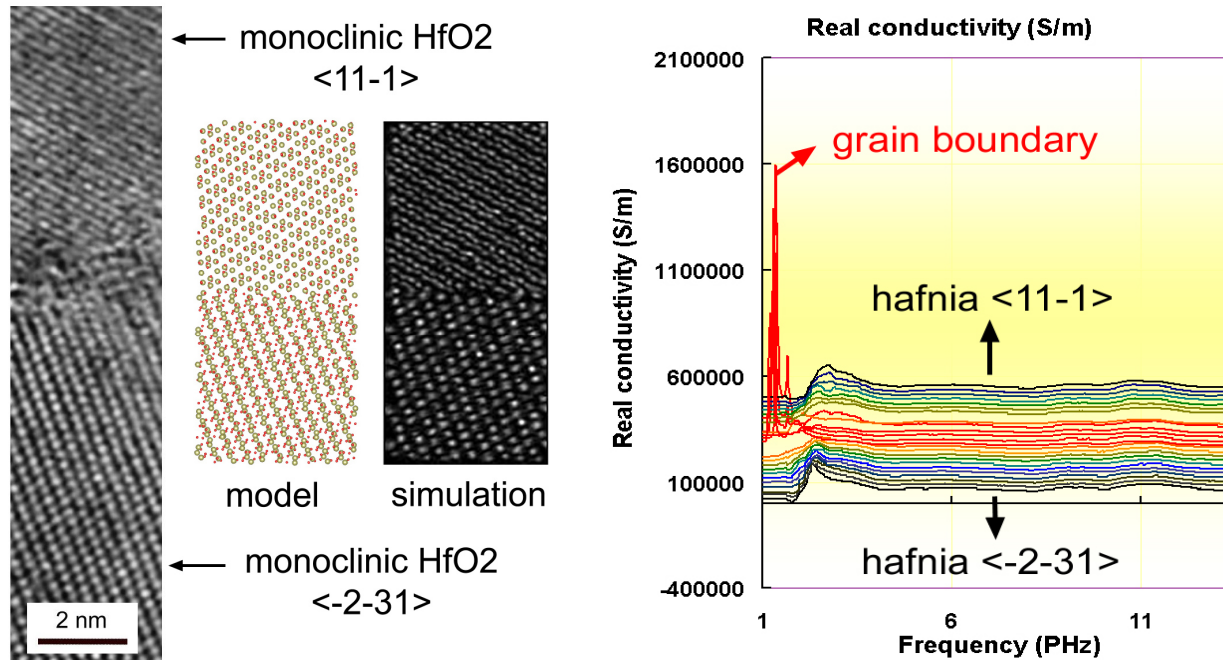 monoclinic HfO2
<11-1>
model
simulation
monoclinic HfO2
<-2-31>
2 nm
Real conductivity (S/m)
2100000
1600000
1100000
600000
100000
-400000
Real conductivity (S/m)
grain boundary
hafnia <11-1>
hafnia <-2-31>
1
6
11
Frequency (PHz)